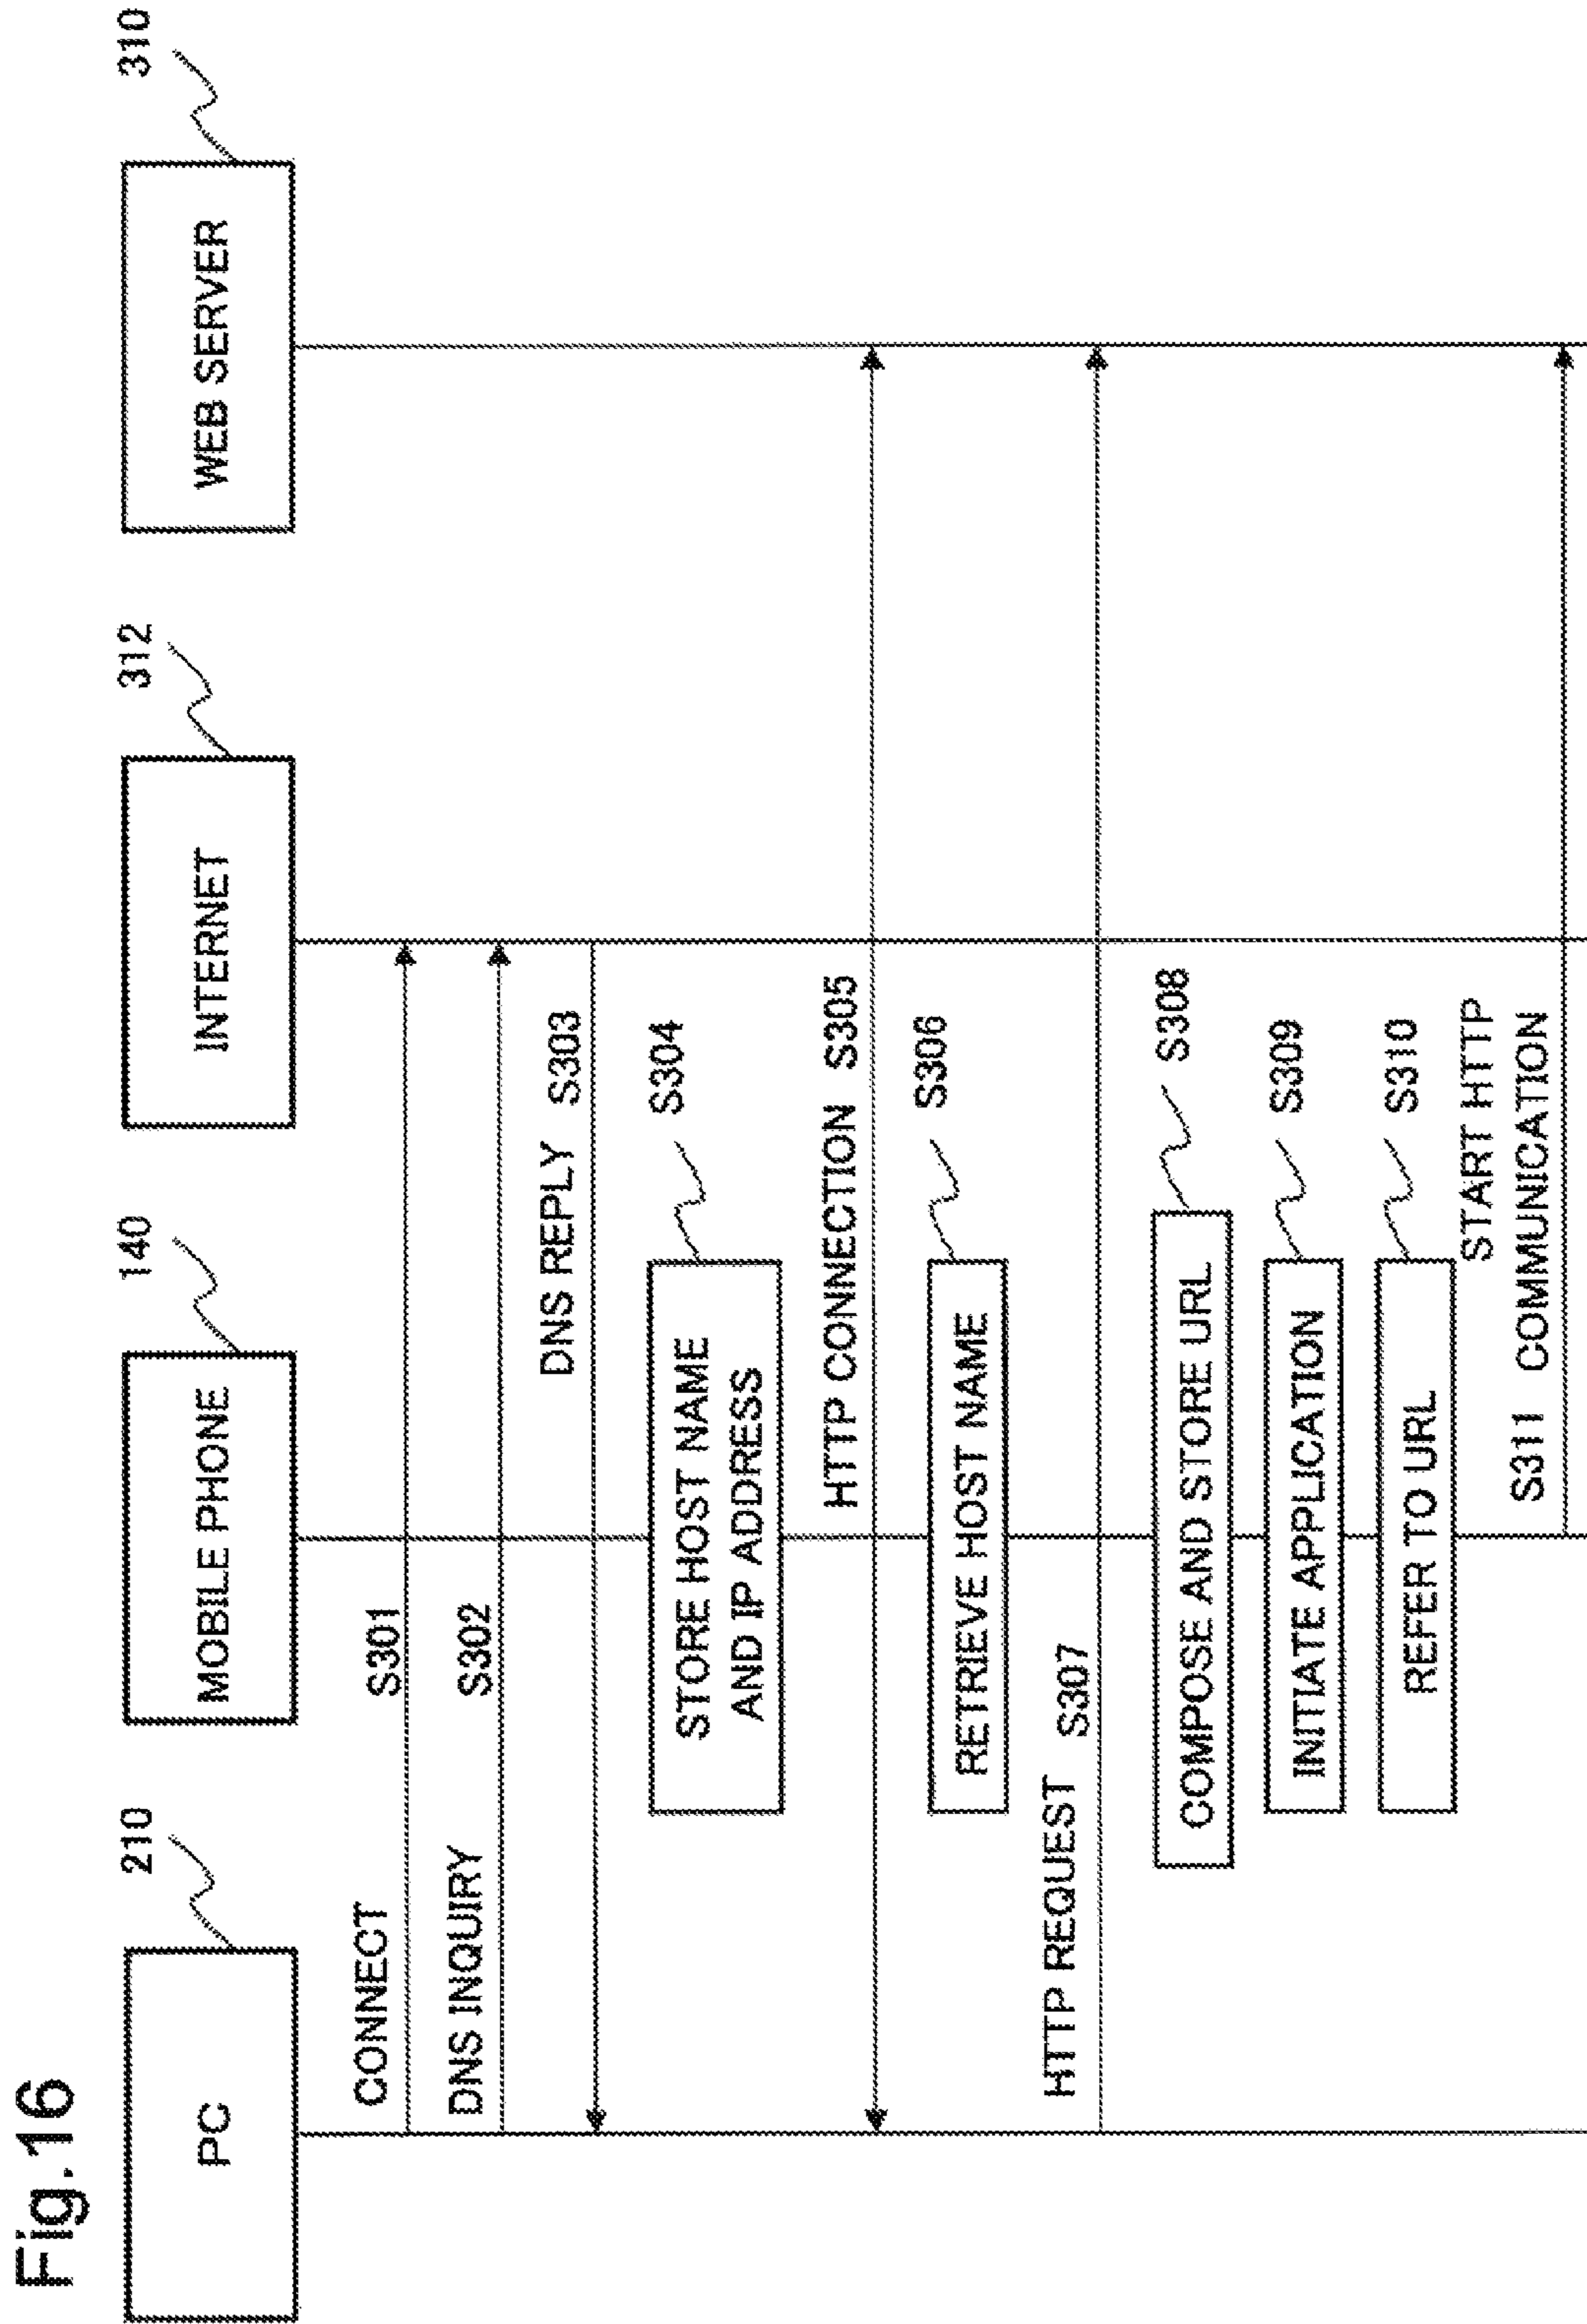 Fig.16
210
140
312
310
PC
MOBILE PHONE
INTERNET
WEB SERVER
CONNECT
S301
DNS INQUIRY
S302
DNS REPLY S303
STORE HOST NAME
AND IP ADDRESS
S304
HTTP CONNECTION S305
RETRIEVE HOST NAME
S306
HTTP REQUEST S307
COMPOSE AND STORE URL
S308
INITIATE APPLICATION
S309
REFER TO URL
S310
START HTTP
S311 COMMUNICATION